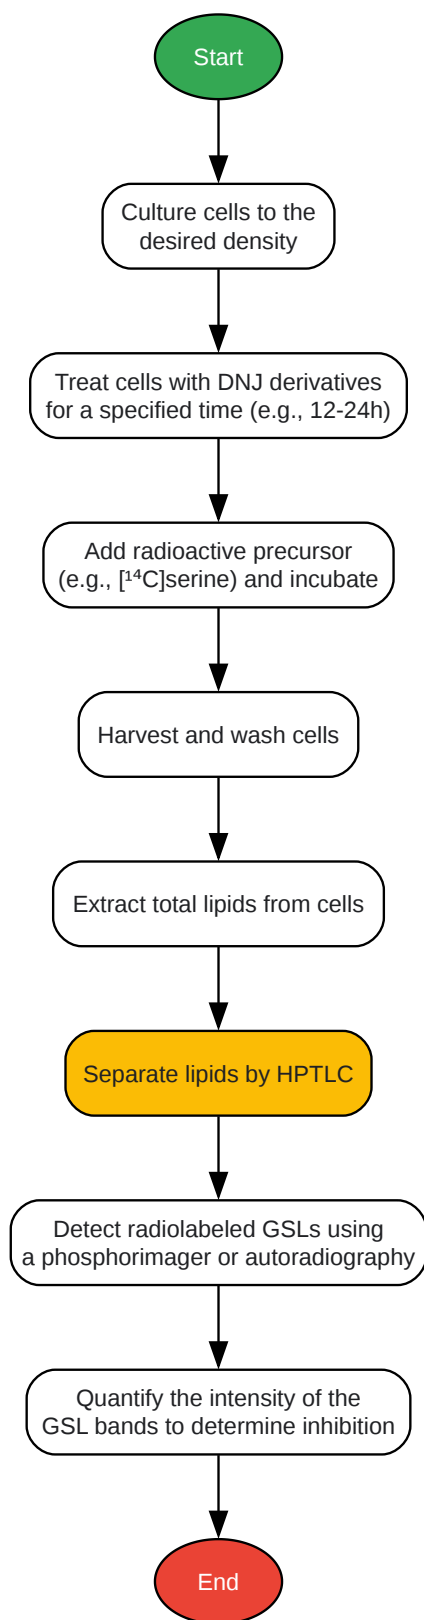 Start
Culture cells to the
desired density
Treat cells with DNJ derivatives
for a specified time (e.g., 12-24h)
Add radioactive precursor
(e.g., [¹⁴C]serine) and incubate
Harvest and wash cells
Extract total lipids from cells
Separate lipids by HPTLC
Detect radiolabeled GSLs using
a phosphorimager or autoradiography
Quantify the intensity of the
GSL bands to determine inhibition
End